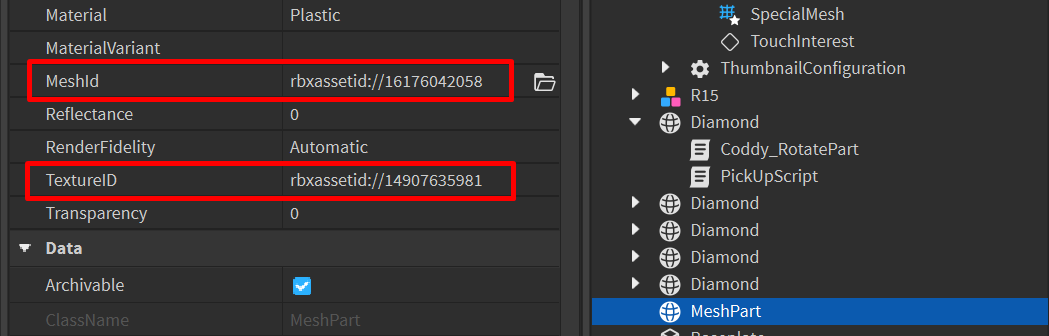 Material Plastic
MaterialVariant
MeshId rbxassetid://16176042058
Reflectance 0
RenderFidelity Automatic
TextureID rbxassetid://14907635981
Transparency 0
Data
Archivable
ClassName MeshPart
SpecialMesh
TouchInterest
ThumbnailConfiguration
R15
Diamond
Coddy_RotatePart
PickUpScript
Diamond
Diamond
Diamond
Diamond
MeshPart
Baseplate